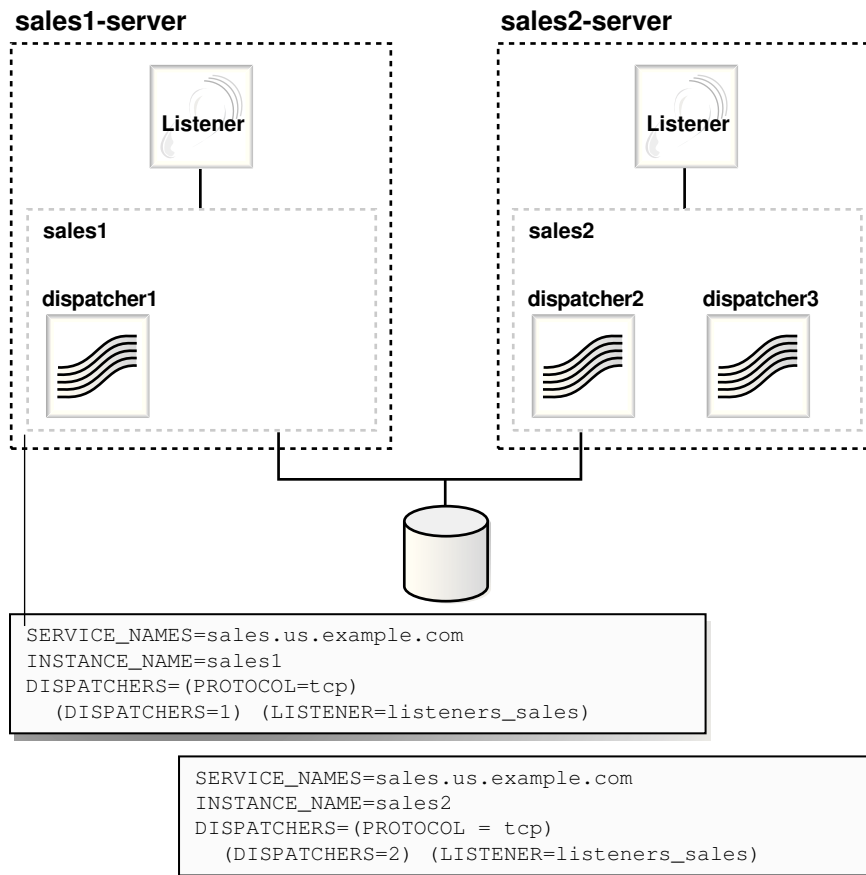 sales1-server
sales2-server
Listener
Listener
sales1
sales2
dispatcher1
dispatcher2
dispatcher3
SERVICE_NAMES=sales.us.example.com
INSTANCE_NAME=sales1
DISPATCHERS=(PROTOCOL=tcp)
(DISPATCHERS=1) (LISTENER=listeners_sales)
SERVICE_NAMES=sales.us.example.com
INSTANCE_NAME=sales2
DISPATCHERS=(PROTOCOL = tcp)
(DISPATCHERS=2) (LISTENER=listeners_sales)